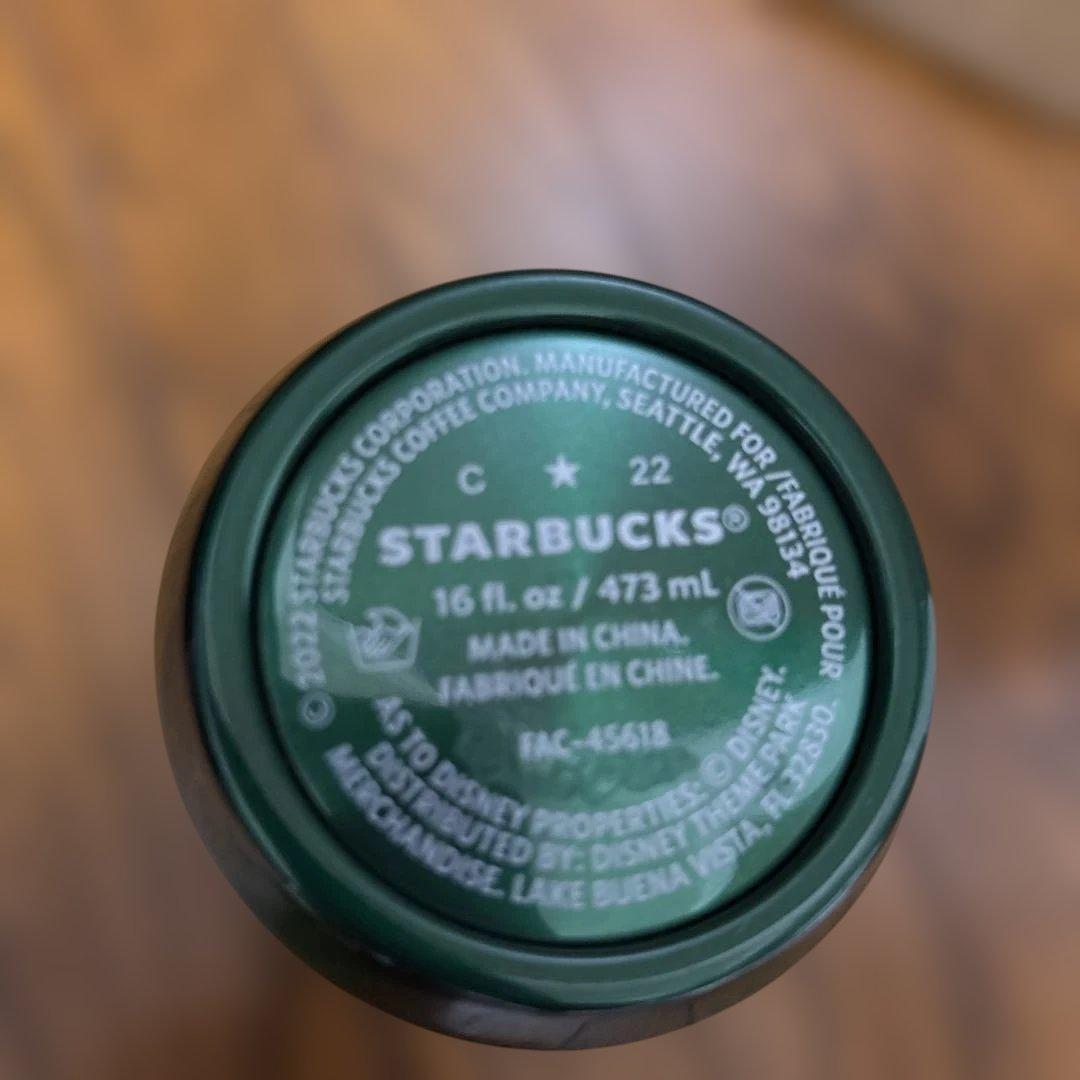 © 2022 STARBUCKS CORPORATION. MANUFACTURED FOR / FABRIQUÉ POUR
STARBUCKS COFFEE COMPANY, SEATTLE, WA 98134
C ★ 22
STARBUCKS®
16 fl. oz / 473 mL
MADE IN CHINA.
FABRIQUÉ EN CHINE.
FAC-45618
AS TO DISNEY PROPERTIES: © DISNEY.
DISTRIBUTED BY: DISNEY THEME PARK
MERCHANDISE. LAKE BUENA VISTA, FL 32830.